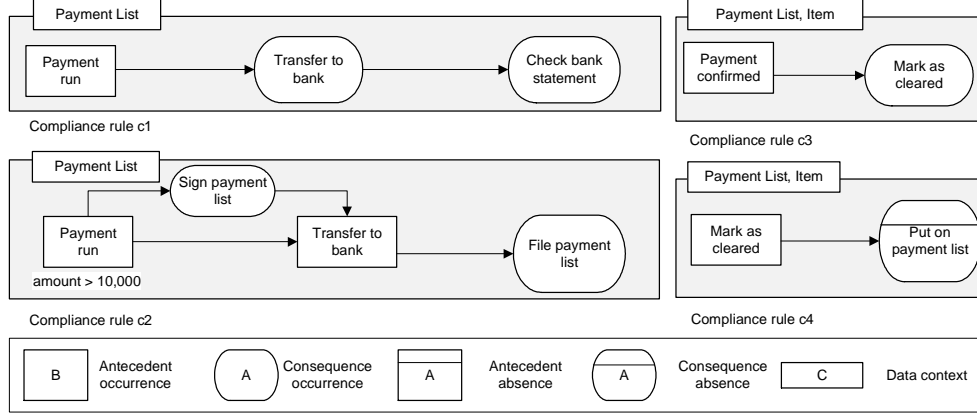 Payment List
Payment
run
Transfer to
bank
Check bank
statement
Compliance rule c1
Payment List, Item
Payment
confirmed
Mark as
cleared
Compliance rule c3
Payment List
Sign payment
list
Payment
run
amount > 10,000
Transfer to
bank
File payment
list
Compliance rule c2
Payment List, Item
Mark as
cleared
Put on
payment list
Compliance rule c4
B
Antecedent
occurrence
A
Consequence
occurrence
A
Antecedent
absence
A
Consequence
absence
C
Data context